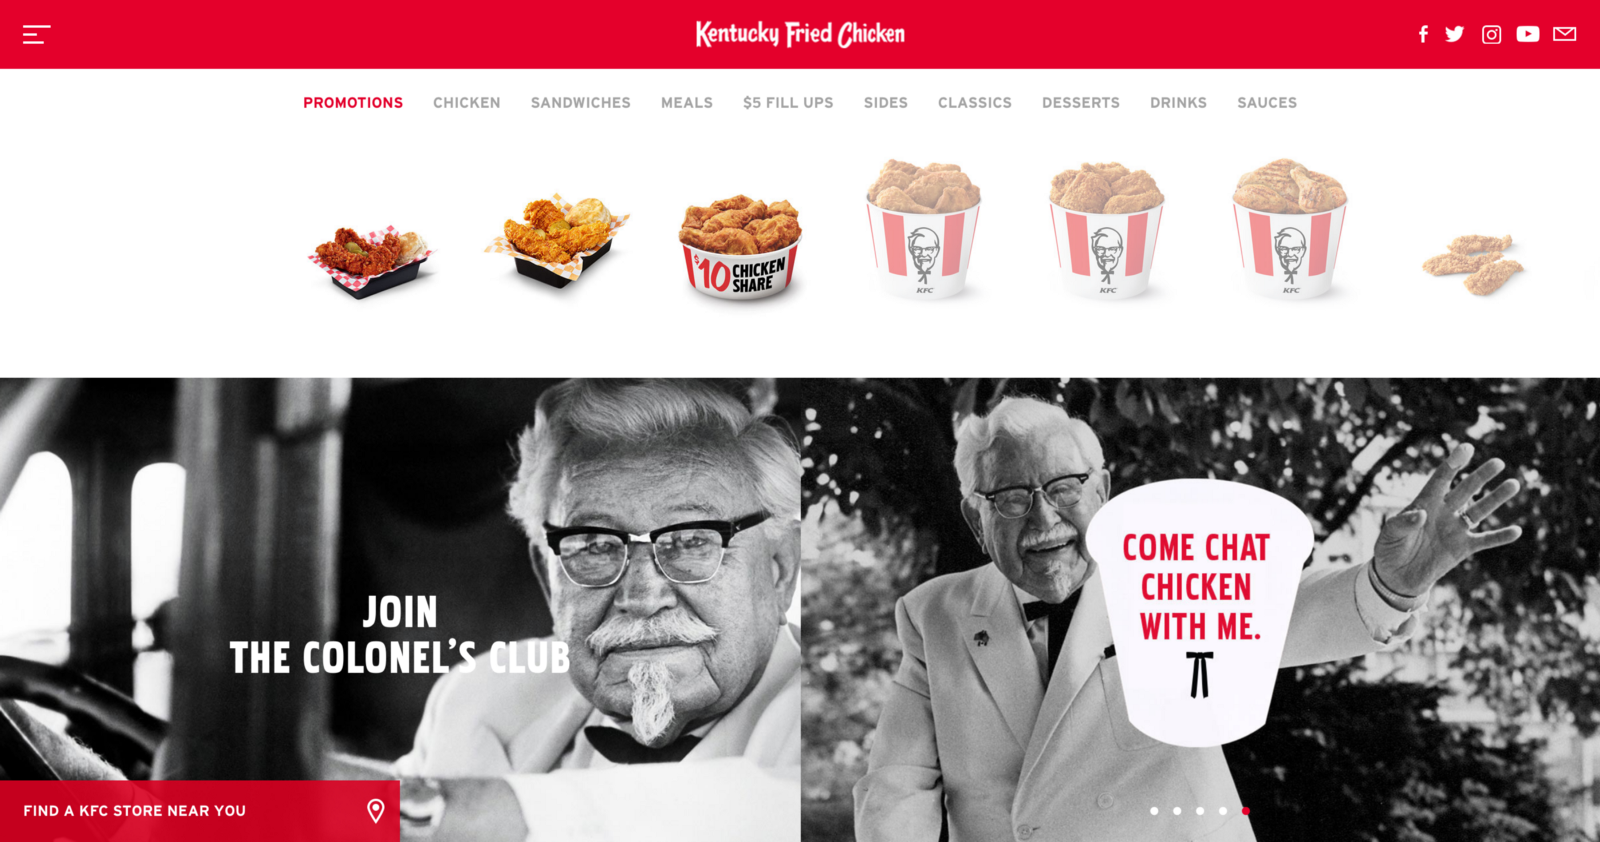 Kentucky Fried Chicken
PROMOTIONS CHICKEN SANDWICHES MEALS $5 FILL UPS SIDES CLASSICS DESSERTS DRINKS SAUCES
$10 CHICKEN
SHARE
KFC
KFC
KFC
JOIN
THE COLONEL'S CLUB
COME CHAT
CHICKEN
WITH ME.
FIND A KFC STORE NEAR YOU